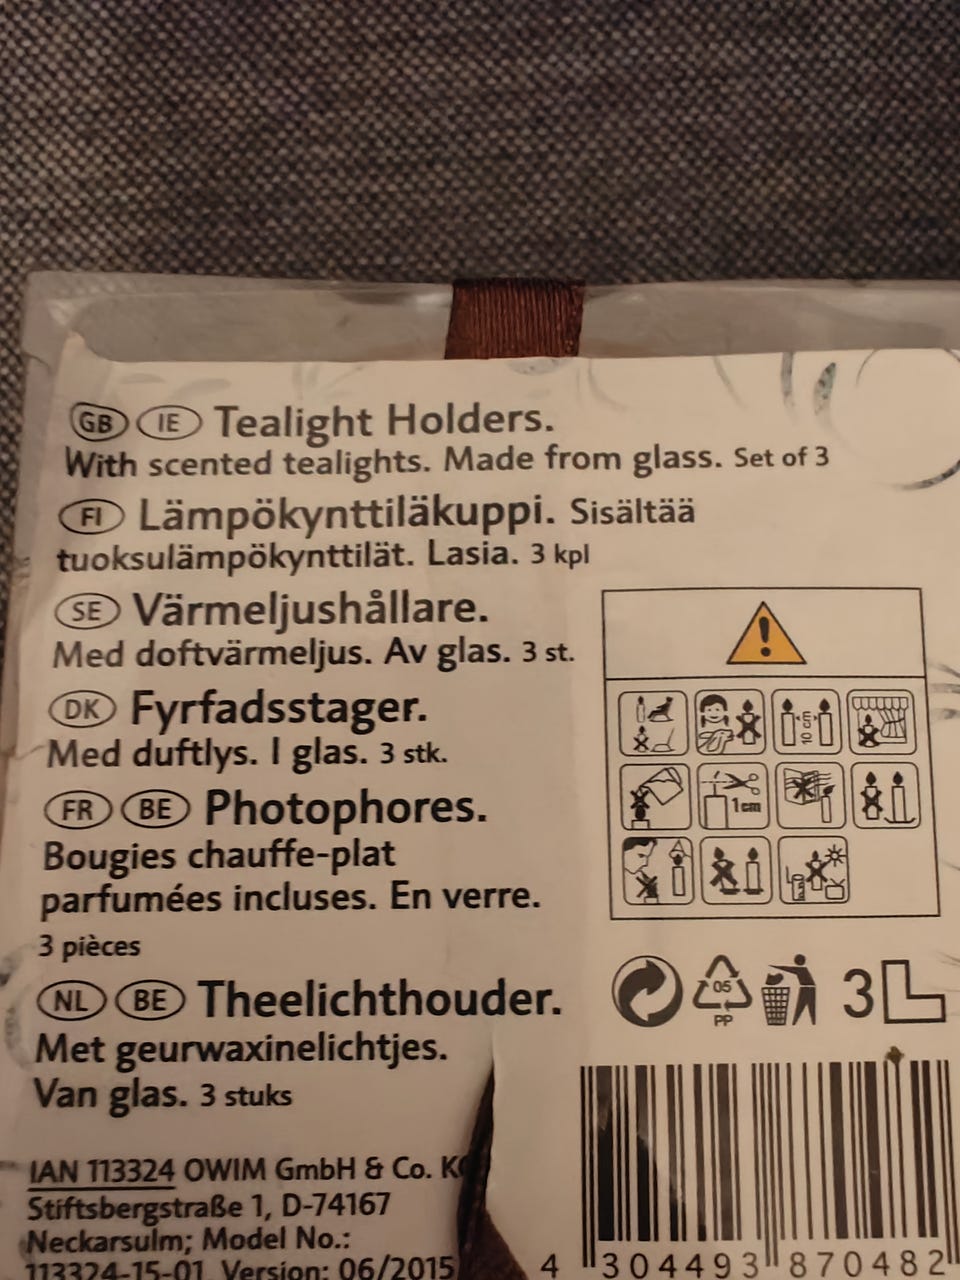 GB IE Tealight Holders.
With scented tealights. Made from glass. Set of 3
FI Lämpökynttiläkuppi. Sisältää
tuoksulämpökynttilät. Lasia. 3 kpl
SE Värmeljushållare.
Med doftvärmeljus. Av glas. 3 st.
DK Fyrfadsstager.
Med duftlys. I glas. 3 stk.
FR BE Photophores.
Bougies chauffe-plat
parfumées incluses. En verre.
3 pièces
NL BE Theelichthouder.
Met geurwaxinelichtjes.
Van glas. 3 stuks
IAN 113324 OWIM GmbH & Co. KG
Stiftsbergstraße 1, D-74167
Neckarsulm; Model No.:
113324-15-01 Version: 06/2015
10 cm
1cm
05
PP
3L
4 304493 870482